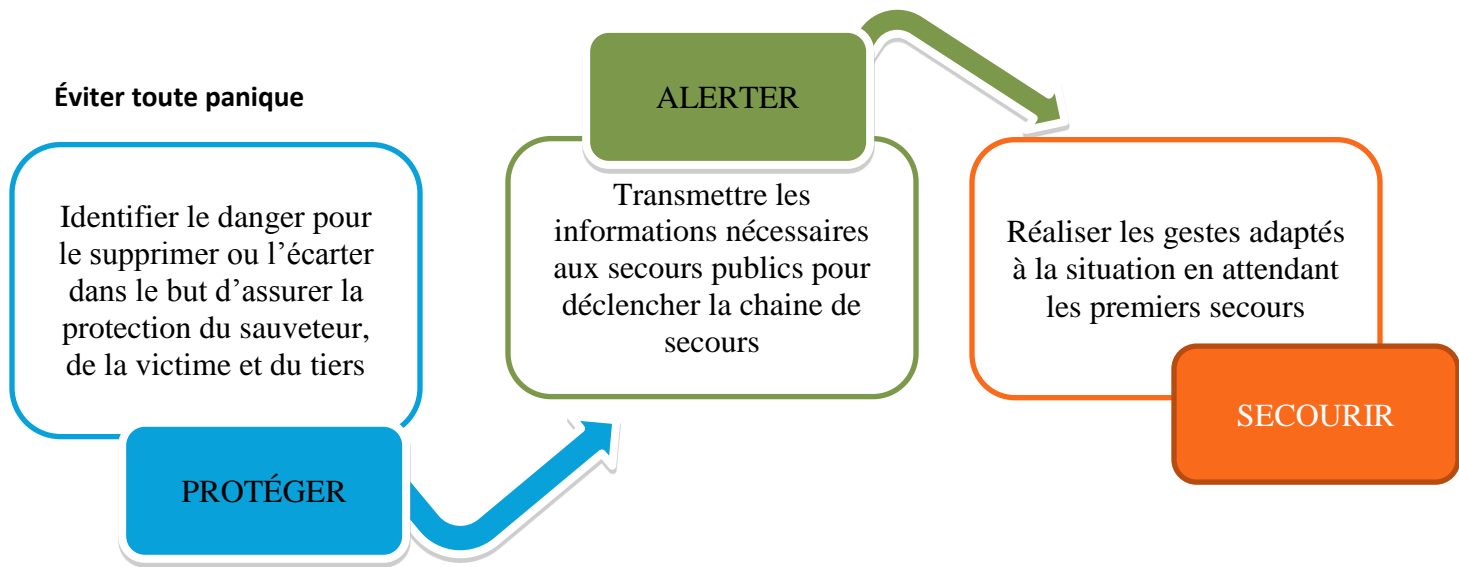 Éviter toute panique
Identifier le danger pour
le supprimer ou l’écarter
dans le but d’assurer la
protection du sauveteur,
de la victime et du tiers
PROTÉGER
ALERTER
Transmettre les
informations nécessaires
aux secours publics pour
déclencher la chaine de
secours
Réaliser les gestes adaptés
à la situation en attendant
les premiers secours
SECOURIR